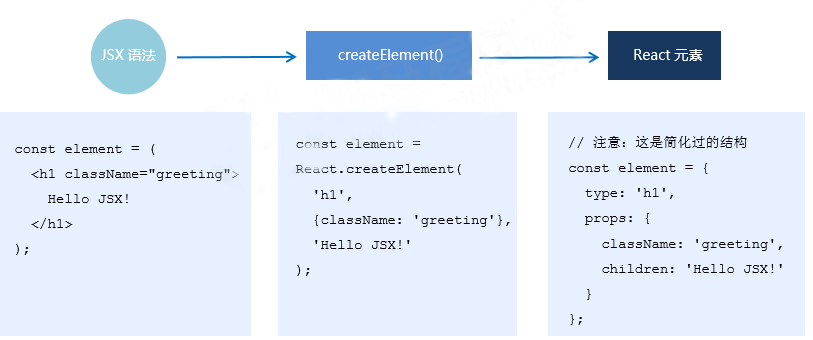 JSX 语法
createElement()
React 元素
const element = (
  <h1 className="greeting">
    Hello JSX!
  </h1>
);
const element =
React.createElement(
  'h1',
  {className: 'greeting'},
  'Hello JSX!'
);
// 注意：这是简化过的结构
const element = {
  type: 'h1',
  props: {
    className: 'greeting',
    children: 'Hello JSX!'
  }
};